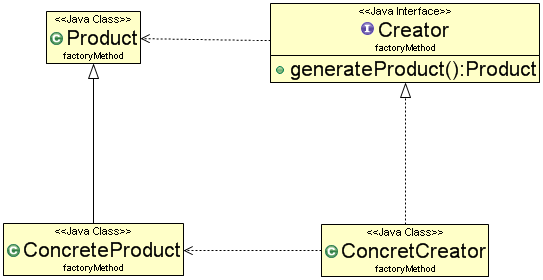 <<Java Class>>
Product
factoryMethod
<<Java Interface>>
Creator
factoryMethod
generateProduct():Product
<<Java Class>>
ConcreteProduct
factoryMethod
<<Java Class>>
ConcretCreator
factoryMethod